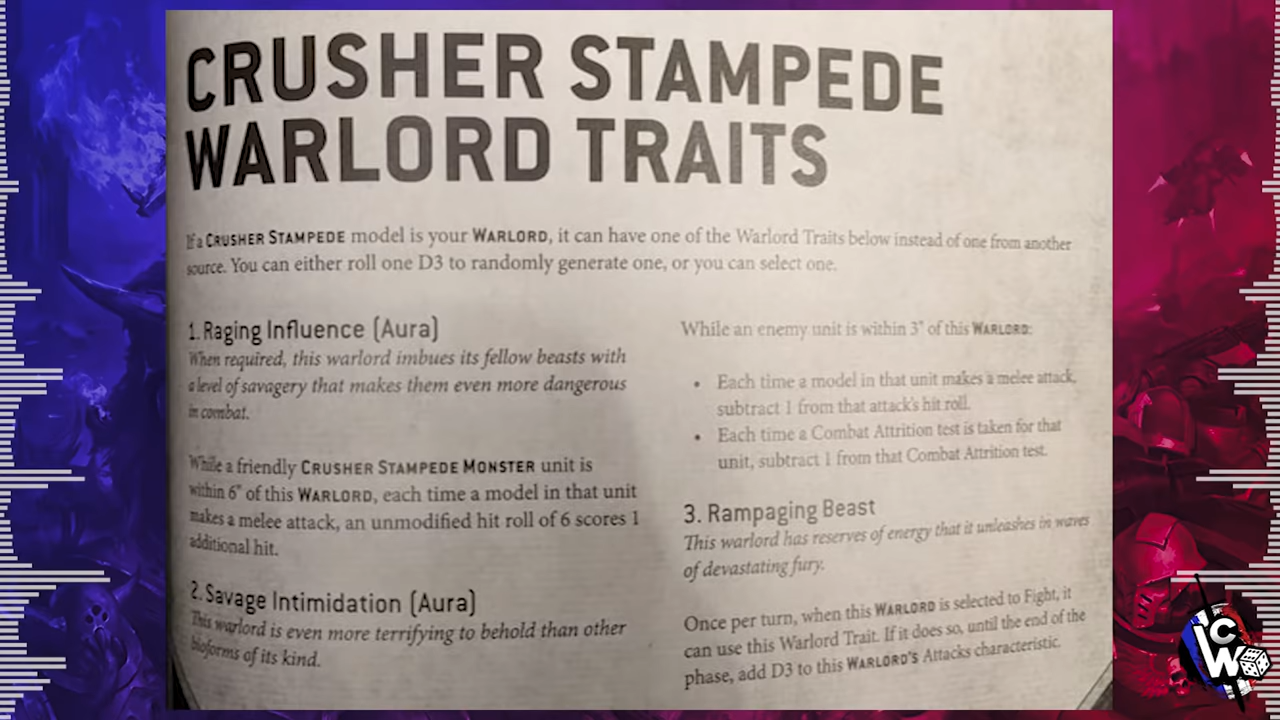 CRUSHER STAMPEDE
WARLORD TRAITS
If a CRUSHER STAMPEDE model is your WARLORD, it can have one of the Warlord Traits below instead of one from another
source. You can either roll one D3 to randomly generate one, or you can select one.
1. Raging Influence (Aura)
When required, this warlord imbues its fellow beasts with
a level of savagery that makes them even more dangerous
in combat.
While a friendly CRUSHER STAMPEDE MONSTER unit is
within 6" of this WARLORD, each time a model in that unit
makes a melee attack, an unmodified hit roll of 6 scores 1
additional hit.
2. Savage Intimidation (Aura)
This warlord is even more terrifying to behold than other
bioforms of its kind.
While an enemy unit is within 3" of this WARLORD:
• Each time a model in that unit makes a melee attack,
subtract 1 from that attack's hit roll.
• Each time a Combat Attrition test is taken for that
unit, subtract 1 from that Combat Attrition test.
3. Rampaging Beast
This warlord has reserves of energy that it unleashes in waves
of devastating fury.
Once per turn, when this WARLORD is selected to Fight, it
can use this Warlord Trait. If it does so, until the end of the
phase, add D3 to this WARLORD'S Attacks characteristic.
C
W